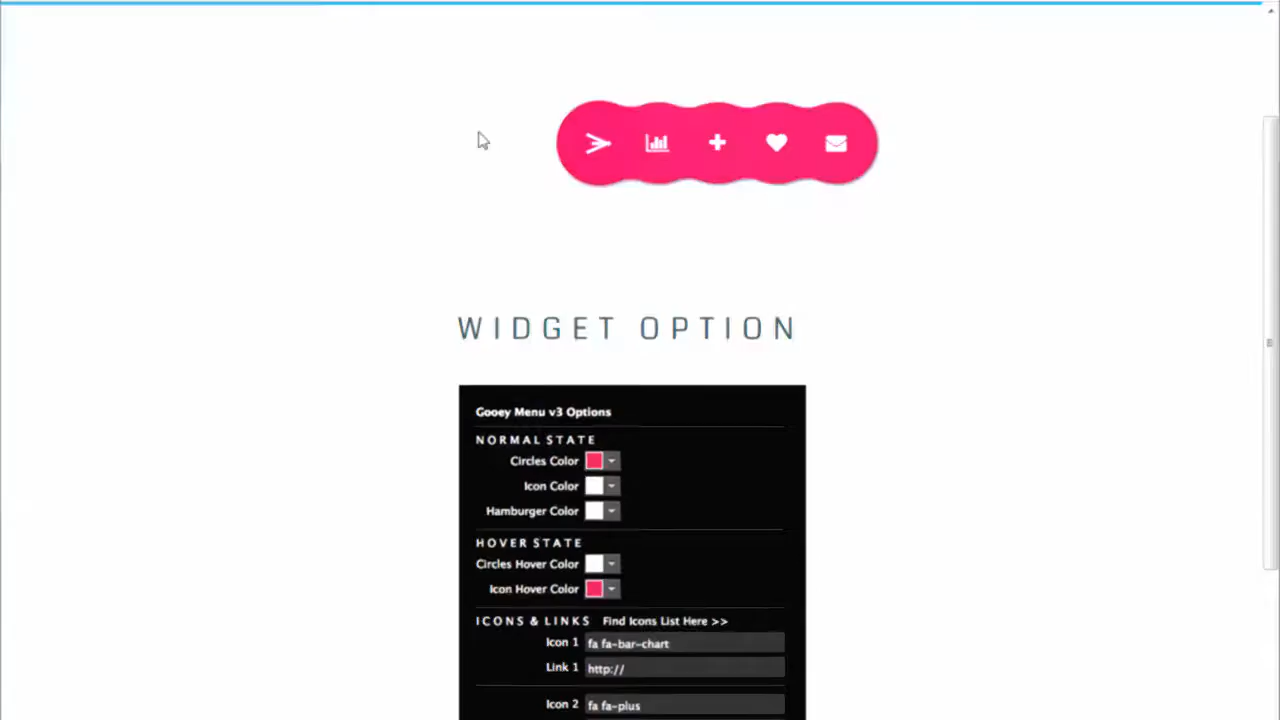 WIDGET OPTION
Gooey Menu v3 Options
NORMAL STATE
Circles Color
Icon Color
Hamburger Color
HOVER STATE
Circles Hover Color
Icon Hover Color
ICONS & LINKS Find Icons List Here >>
Icon 1 fa fa-bar-chart
Link 1 http://
Icon 2 fa fa-plus